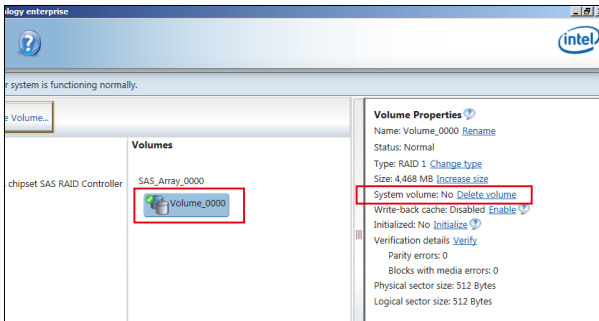 ology enterprise
intel
r system is functioning normally.
e Volume...
Volumes
chipset SAS RAID Controller
SAS_Array_0000
Volume_0000
Volume Properties
Name: Volume_0000 Rename
Status: Normal
Type: RAID 1 Change type
Size: 4,468 MB Increase size
System volume: No Delete volume
Write-back cache: Disabled Enable
Initialized: No Initialize
Verification details Verify
Parity errors: 0
Blocks with media errors: 0
Physical sector size: 512 Bytes
Logical sector size: 512 Bytes